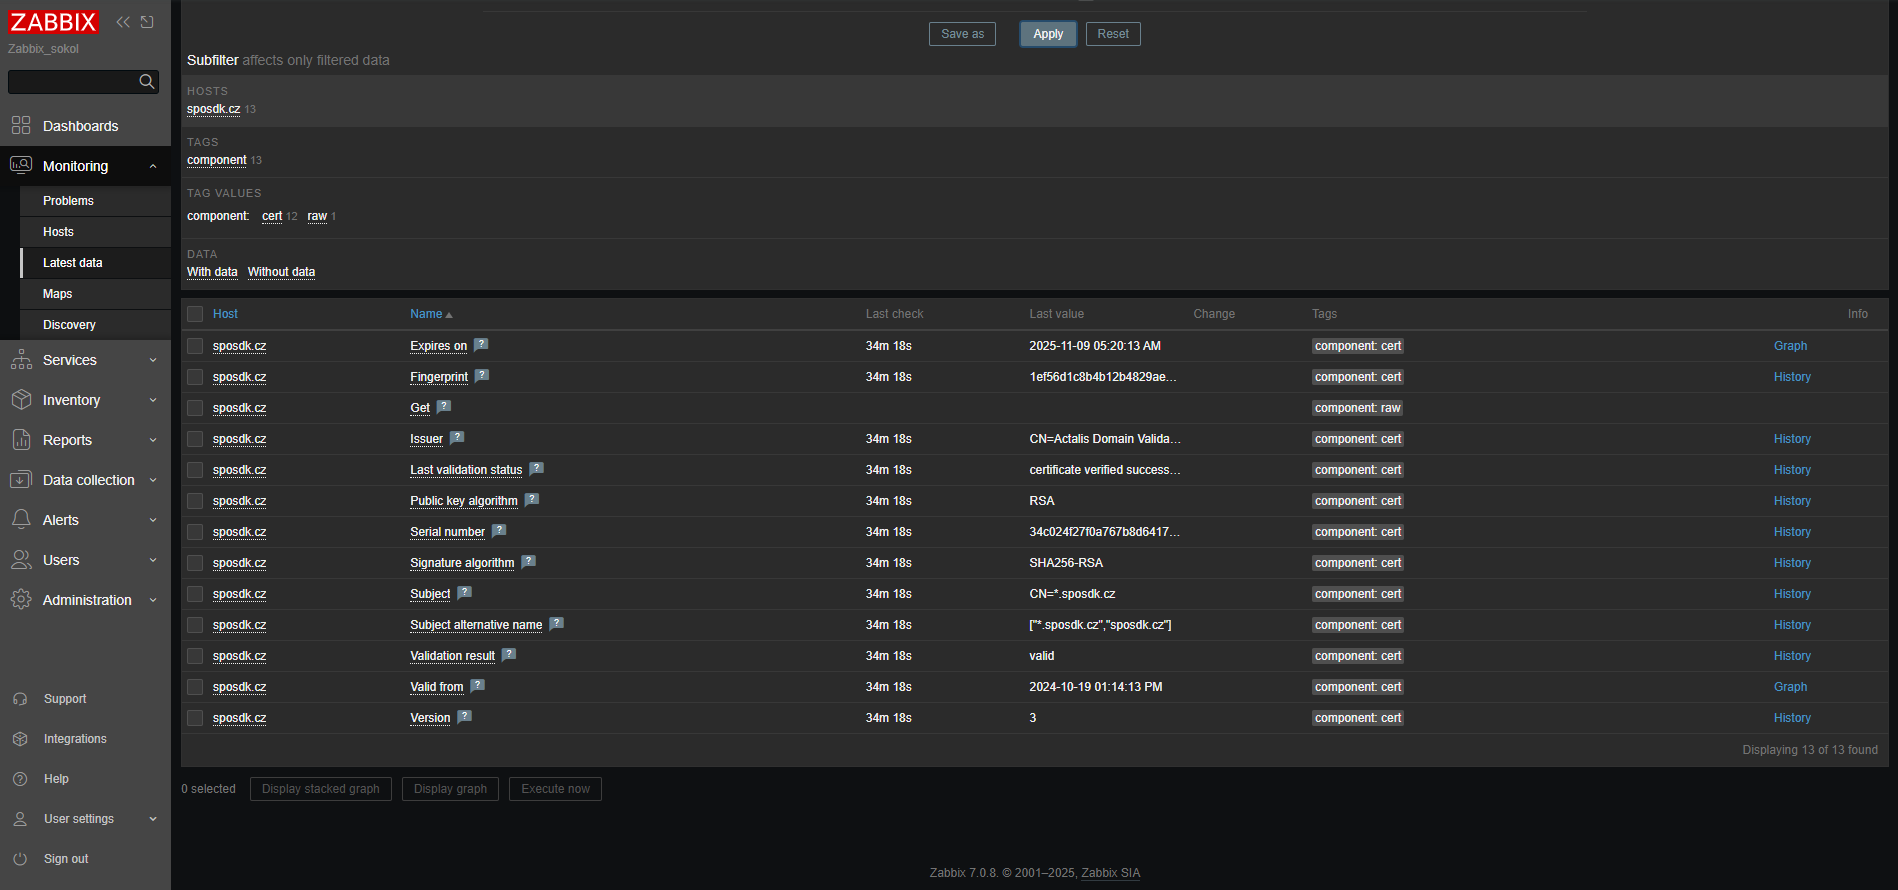 ZABBIX
Zabbix_sokol
Dashboards
Monitoring
Problems
Hosts
Latest data
Maps
Discovery
Services
Inventory
Reports
Data collection
Alerts
Users
Administration
Support
Integrations
Help
User settings
Sign out
Save as Apply Reset
Subfilter affects only filtered data
HOSTS
sposdk.cz 13
TAGS
component 13
TAG VALUES
component: cert 12 raw 1
DATA
With data Without data
Host Name Last check Last value Change Tags Info
sposdk.cz Expires on ? 34m 18s 2025-11-09 05:20:13 AM component: cert Graph
sposdk.cz Fingerprint ? 34m 18s 1ef56d1c8b4b12b4829ae... component: cert History
sposdk.cz Get ? component: raw
sposdk.cz Issuer ? 34m 18s CN=Actalis Domain Valida... component: cert History
sposdk.cz Last validation status ? 34m 18s certificate verified success... component: cert History
sposdk.cz Public key algorithm ? 34m 18s RSA component: cert History
sposdk.cz Serial number ? 34m 18s 34c024f27f0a767b8d6417... component: cert History
sposdk.cz Signature algorithm ? 34m 18s SHA256-RSA component: cert History
sposdk.cz Subject ? 34m 18s CN=*.sposdk.cz component: cert History
sposdk.cz Subject alternative name ? 34m 18s ["*.sposdk.cz","sposdk.cz"] component: cert History
sposdk.cz Validation result ? 34m 18s valid component: cert History
sposdk.cz Valid from ? 34m 18s 2024-10-19 01:14:13 PM component: cert Graph
sposdk.cz Version ? 34m 18s 3 component: cert History
Displaying 13 of 13 found
0 selected Display stacked graph Display graph Execute now
Zabbix 7.0.8. © 2001–2025, Zabbix SIA